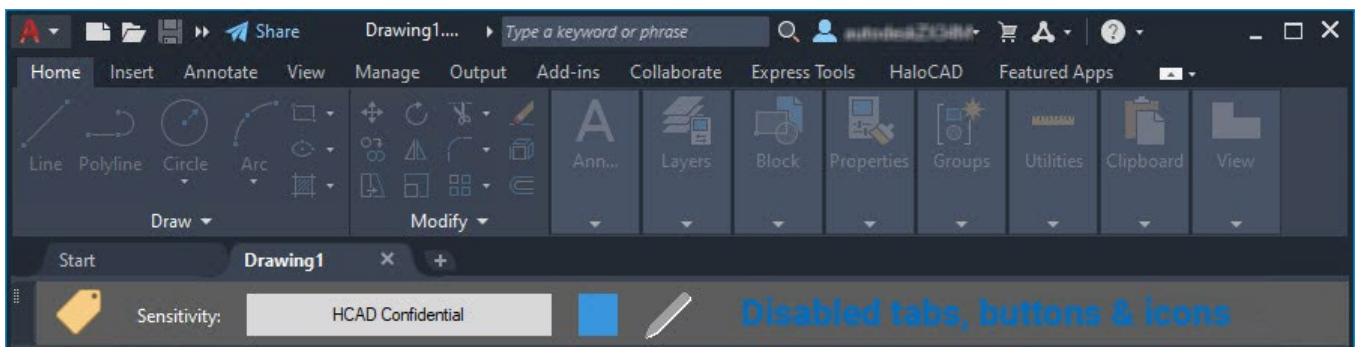 A Share Drawing1.... Type a keyword or phrase
Home Insert Annotate View Manage Output Add-ins Collaborate Express Tools HaloCAD Featured Apps
Line Polyline Circle Arc A Ann... Layers Block Properties Groups Utilities Clipboard View
Draw Modify
Start Drawing1
Sensitivity: HCAD Confidential Disabled tabs, buttons & icons